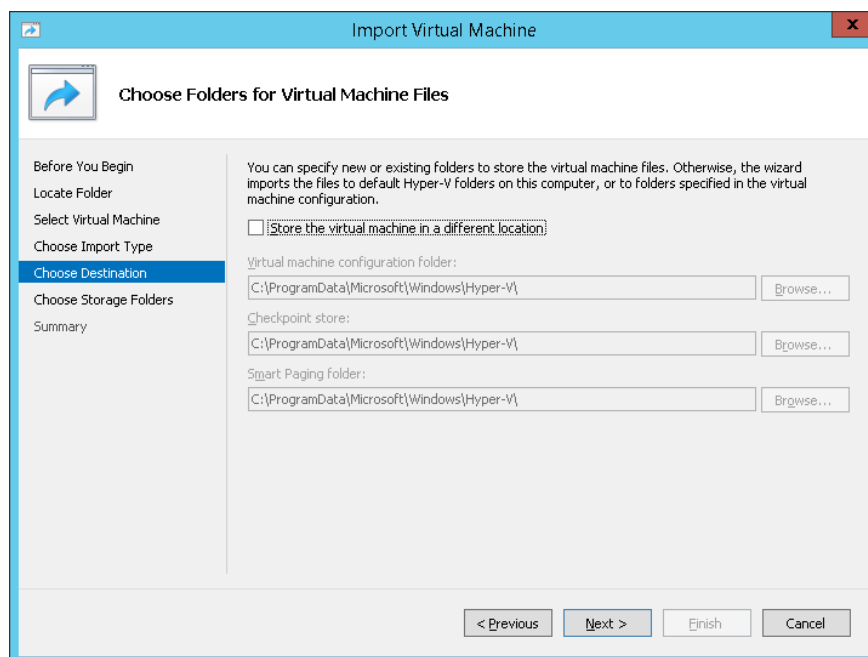 Import Virtual Machine
x
Choose Folders for Virtual Machine Files
Before You Begin
Locate Folder
Select Virtual Machine
Choose Import Type
Choose Destination
Choose Storage Folders
Summary
You can specify new or existing folders to store the virtual machine files. Otherwise, the wizard
imports the files to default Hyper-V folders on this computer, or to folders specified in the virtual
machine configuration.
Store the virtual machine in a different location
Virtual machine configuration folder:
C:\ProgramData\Microsoft\Windows\Hyper-V\
Browse...
Checkpoint store:
C:\ProgramData\Microsoft\Windows\Hyper-V\
Browse...
Smart Paging folder:
C:\ProgramData\Microsoft\Windows\Hyper-V\
Browse...
< Previous
Next >
Finish
Cancel